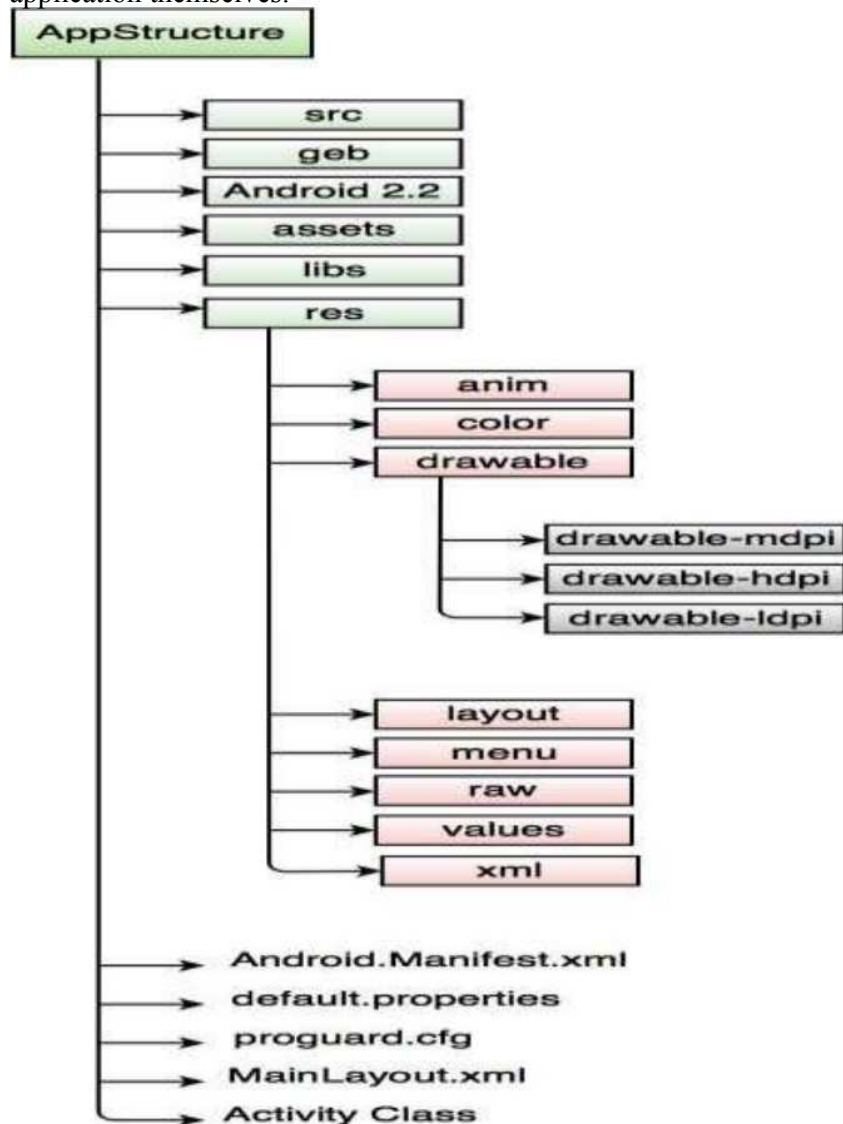 application themselves.
AppStructure
src
geb
Android 2.2
assets
libs
res
anim
color
drawable
drawable-mdpi
drawable-hdpi
drawable-ldpi
layout
menu
raw
values
xml
Android.Manifest.xml
default.properties
proguard.cfg
MainLayout.xml
Activity Class